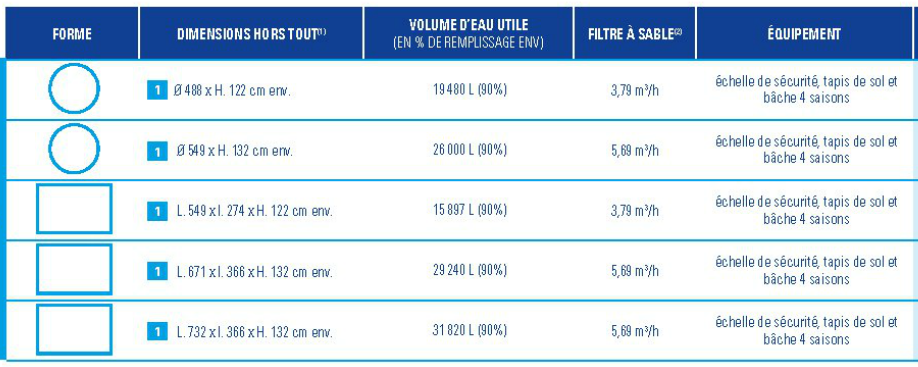 FORME DIMENSIONS HORS TOUT(1) VOLUME D'EAU UTILE (EN % DE REMPLISSAGE ENV) FILTRE À SABLE(2) ÉQUIPEMENT
1 Ø 488 x H. 122 cm env. 19 480 L (90%) 3,79 m³/h échelle de sécurité, tapis de sol et
bâche 4 saisons
1 Ø 549 x H. 132 cm env. 26 000 L (90%) 5,69 m³/h échelle de sécurité, tapis de sol et
bâche 4 saisons
1 L. 549 x l. 274 x H. 122 cm env. 15 897 L (90%) 3,79 m³/h échelle de sécurité, tapis de sol et
bâche 4 saisons
1 L. 671 x l. 366 x H. 132 cm env. 29 240 L (90%) 5,69 m³/h échelle de sécurité, tapis de sol et
bâche 4 saisons
1 L. 732 x l. 366 x H. 132 cm env. 31 820 L (90%) 5,69 m³/h échelle de sécurité, tapis de sol et
bâche 4 saisons